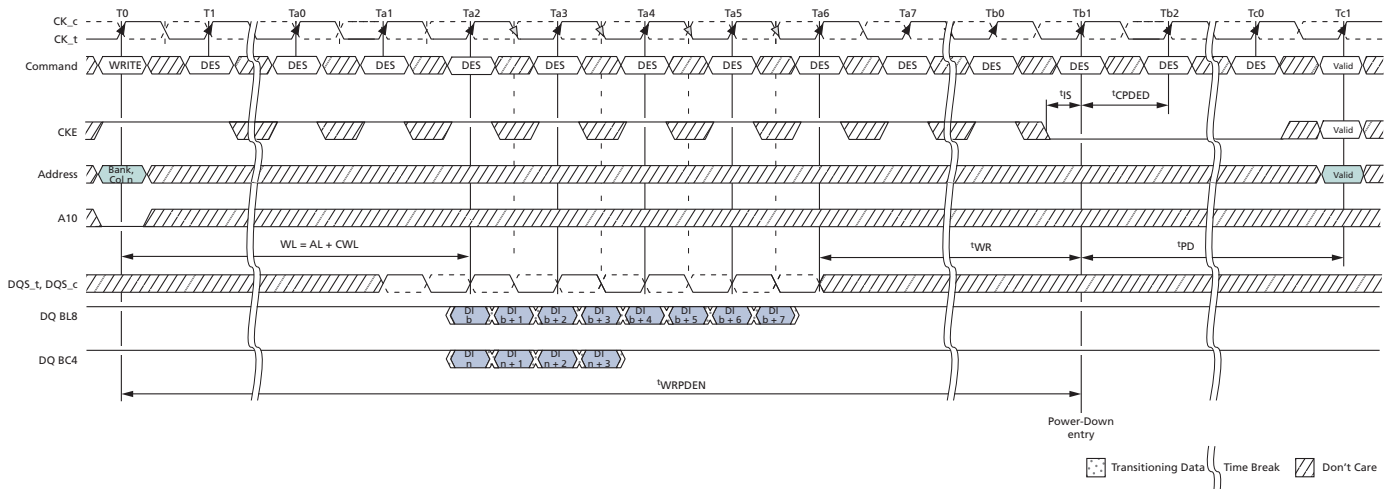 T0 T1 Ta0 Ta1 Ta2 Ta3 Ta4 Ta5 Ta6 Ta7 Tb0 Tb1 Tb2 Tc0 Tc1
CK_c
CK_t
Command WRITE DES DES DES DES DES DES DES DES DES DES DES DES DES Valid
tIS tCPDED
CKE Valid
Address Bank, Valid
Col n
A10
WL = AL + CWL tWR tPD
DQS_t, DQS_c
DQ BL8 DI DI DI DI DI DI DI DI
b b + 1 b + 2 b + 3 b + 4 b + 5 b + 6 b + 7
DQ BC4 DI DI DI DI
n n + 1 n + 2 n + 3
tWRPDEN
Power-Down
entry
Transitioning Data Time Break Don't Care